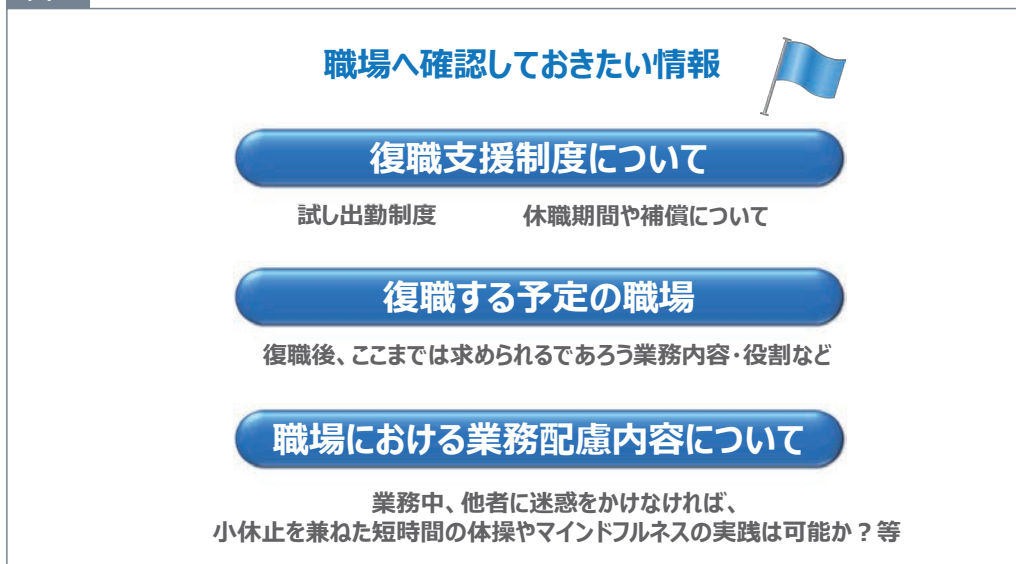 職場へ確認しておきたい情報
復職支援制度について
試し出勤制度 休職期間や補償について
復職する予定の職場
復職後、ここまでは求められるであろう業務内容・役割など
職場における業務配慮内容について
業務中、他者に迷惑をかけなければ、
小休止を兼ねた短時間の体操やマインドフルネスの実践は可能か？等